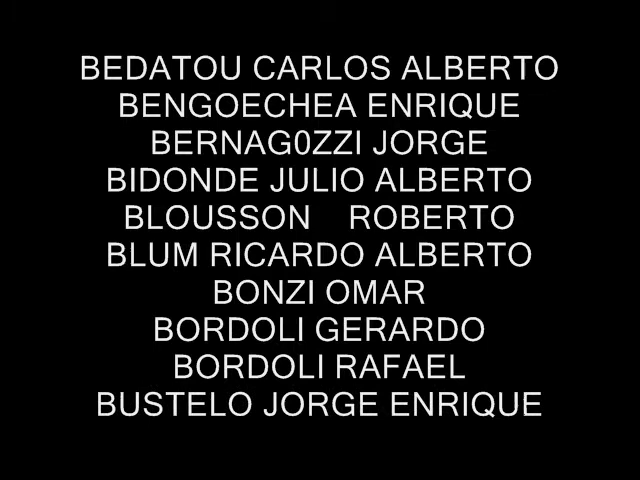 BEDATOU CARLOS ALBERTO
BENGOECHEA ENRIQUE
BERNAG0ZZI JORGE
BIDONDE JULIO ALBERTO
BLOUSSON    ROBERTO
BLUM RICARDO ALBERTO
BONZI OMAR
BORDOLI GERARDO
BORDOLI RAFAEL
BUSTELO JORGE ENRIQUE